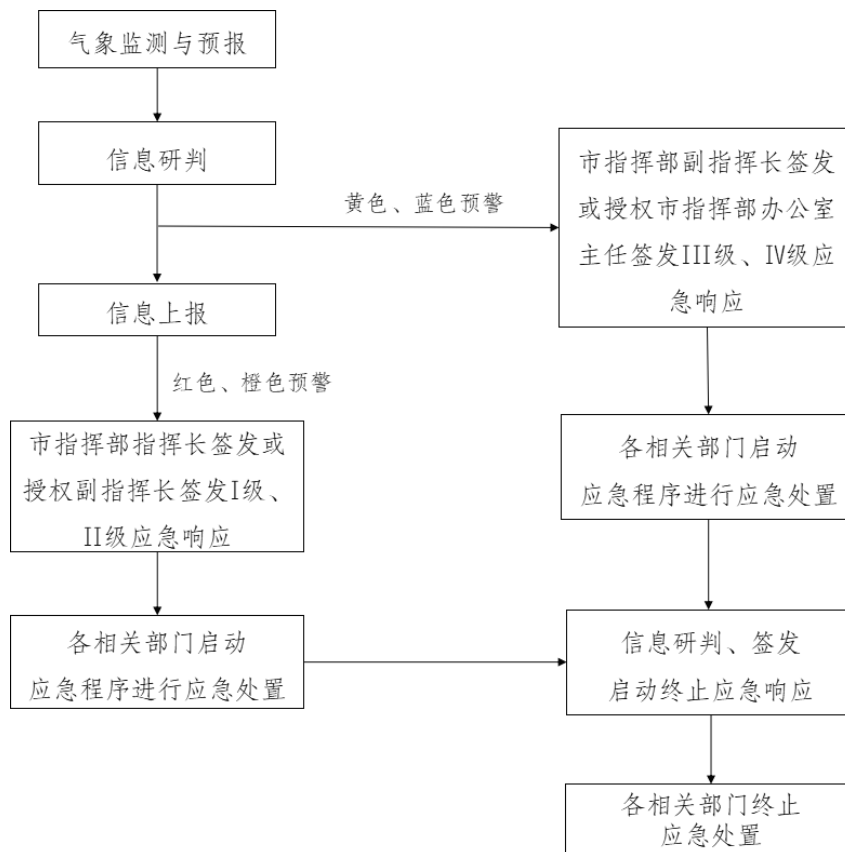 气象监测与预报
信息研判
黄色、蓝色预警
市指挥部副指挥长签发
或授权市指挥部办公室
主任签发III级、IV级应
急响应
信息上报
红色、橙色预警
市指挥部指挥长签发或
授权副指挥长签发I级、
II级应急响应
各相关部门启动
应急程序进行应急处置
各相关部门启动
应急程序进行应急处置
信息研判、签发
启动终止应急响应
各相关部门终止
应急处置